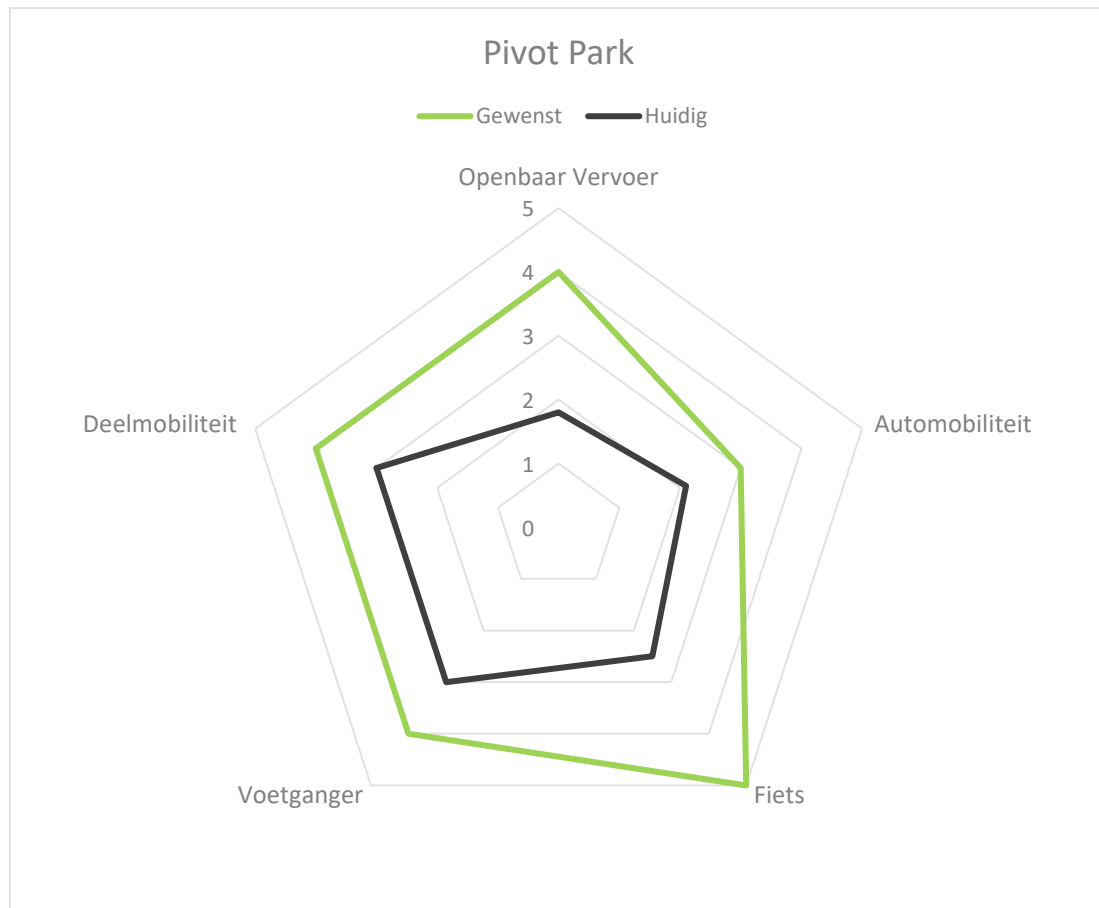 Pivot Park
Gewenst Huidig
Openbaar Vervoer
5
4
3
2
1
0
Deelmobiliteit
Automobiliteit
Voetganger
Fiets